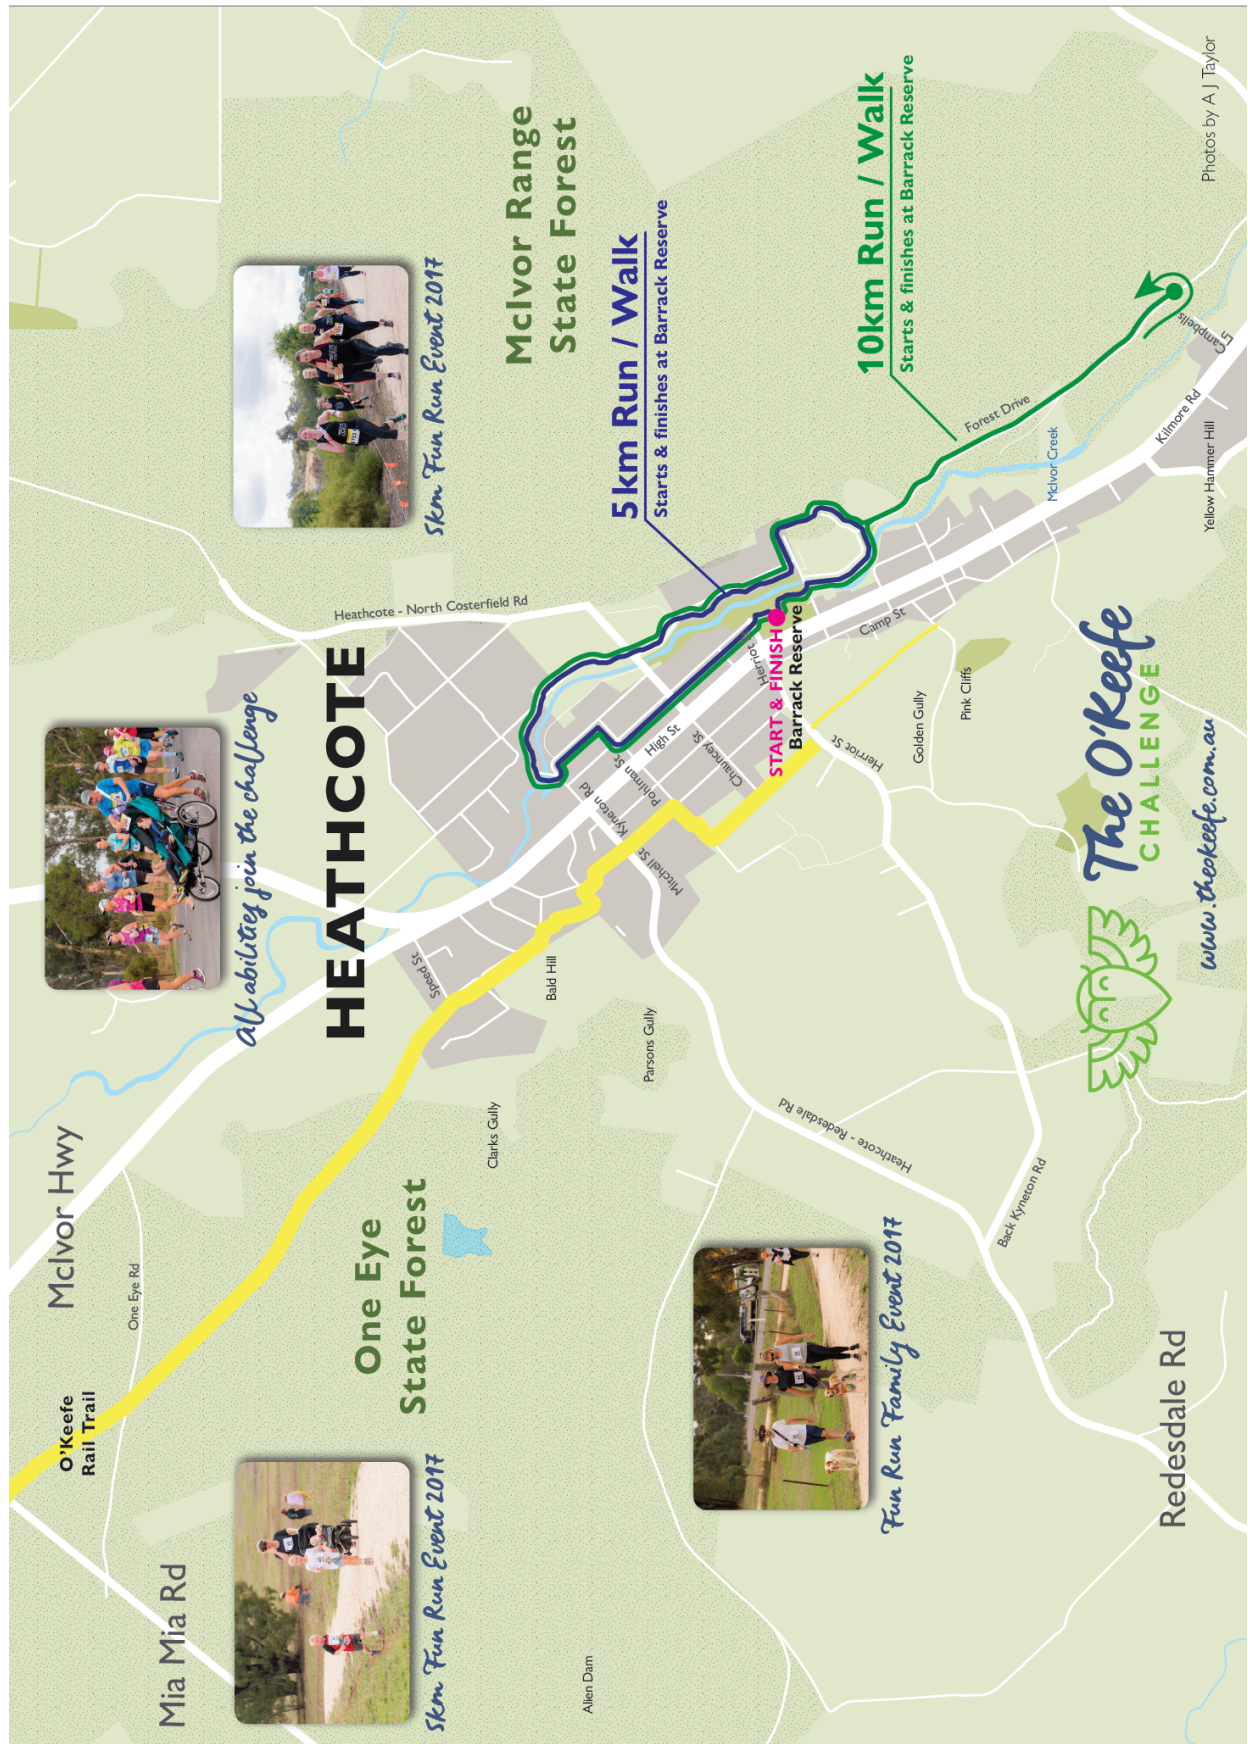 Mia Mia Rd
O'Keefe
Rail Trail
One Eye Rd
McIvor Hwy
All abilities join the challenge
5km Fun Run Event 2017
5km Fun Run Event 2017
HEATHCOTE
One Eye
State Forest
McIvor Range
State Forest
5km Run / Walk
Starts & finishes at Barrack Reserve
10km Run / Walk
Starts & finishes at Barrack Reserve
Heathcote - North Costerfield Rd
Speed St
Clarks Gully
Bald Hill
Alien Dam
Parsons Gully
Kyneton Rd
Pohlman St
High St
Mitchell St
Chauncey St
Herriot
START & FINISH
Barrack Reserve
Herriot St
Camp St
Golden Gully
Pink Cliffs
Forest Drive
McIvor Creek
Campbells
Ln
Kilmore Rd
Yellow Hammer Hill
Heathcote - Redesdale Rd
Back Kyneton Rd
Fun Run Family Event 2017
Redesdale Rd
The O'Keefe
CHALLENGE
www.theokeefe.com.au
Photos by A J Taylor